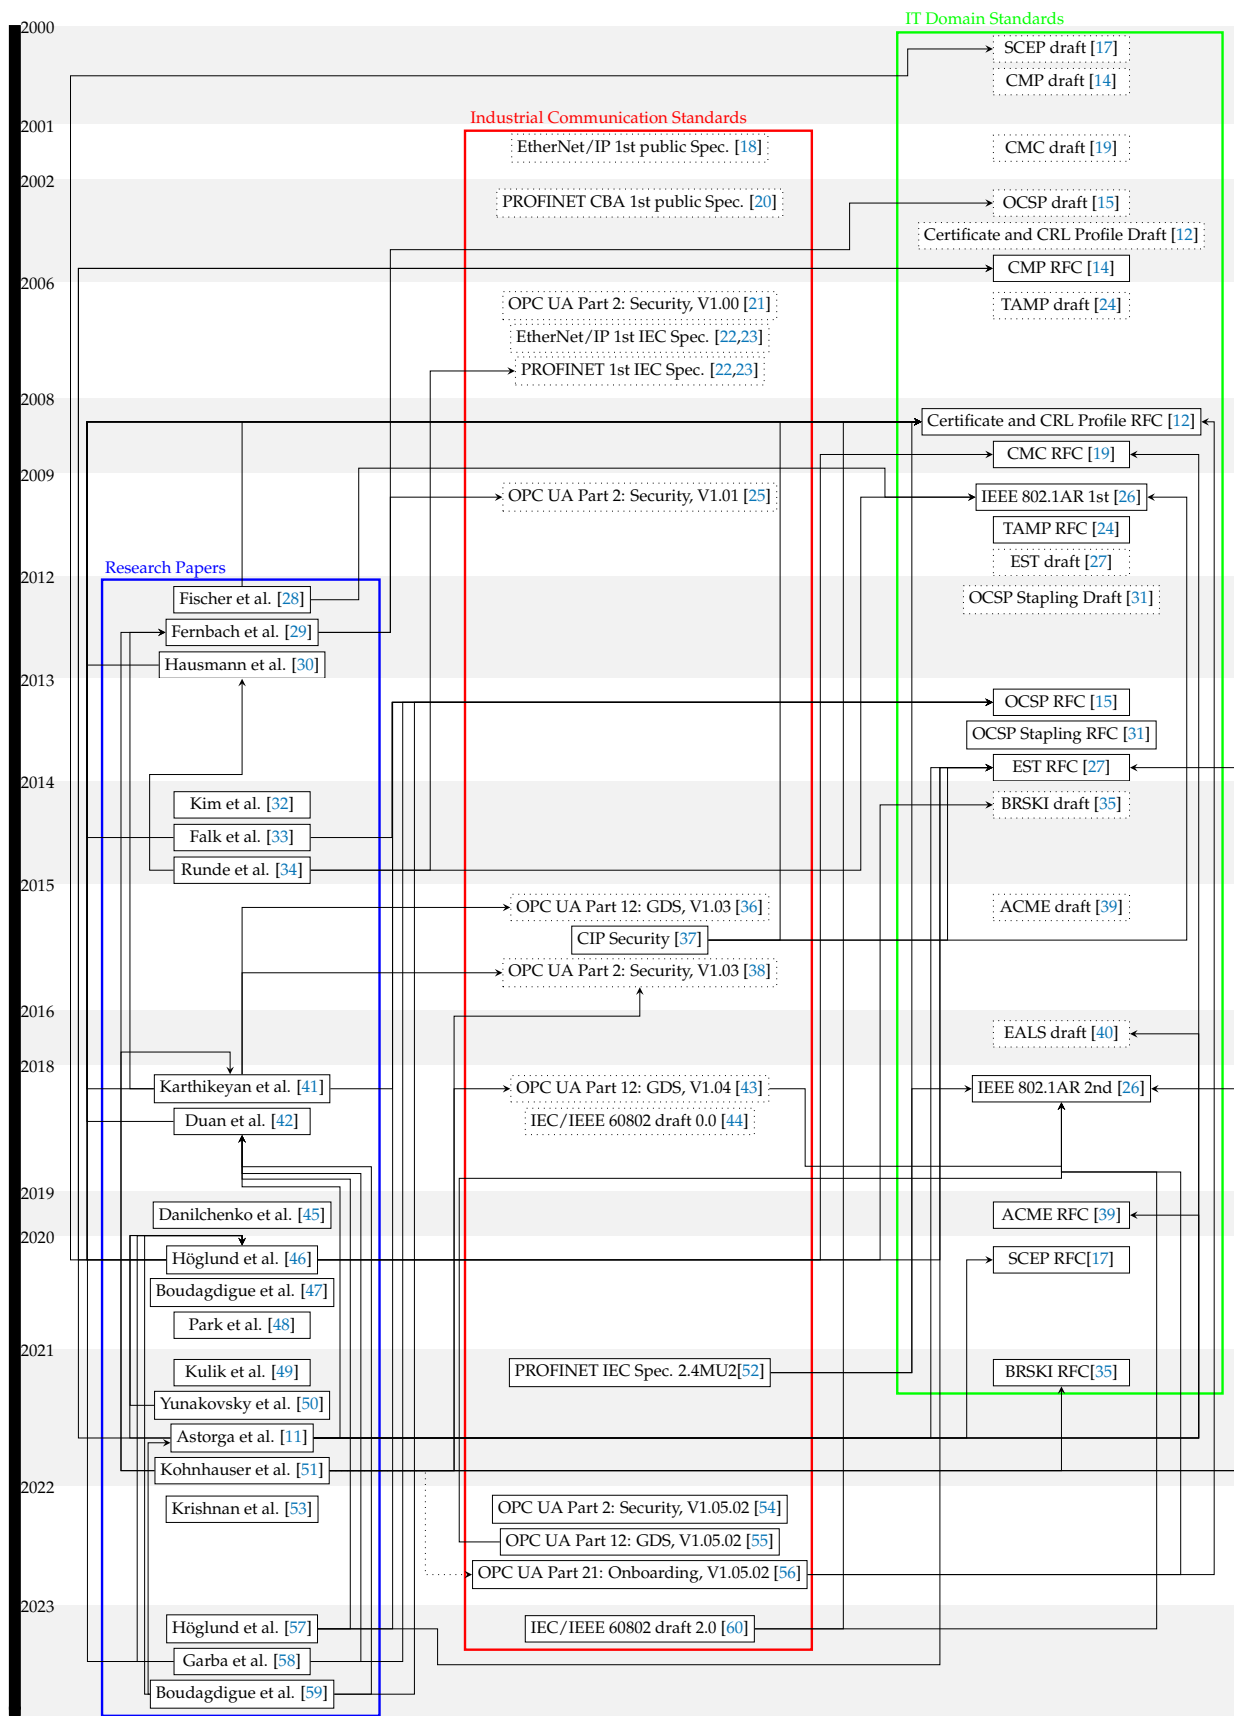 IT Domain Standards
2000
SCEP draft [17]
CMP draft [14]
Industrial Communication Standards
2001
EtherNet/IP 1st public Spec. [18]
CMC draft [19]
2002
PROFINET CBA 1st public Spec. [20]
OCSP draft [15]
Certificate and CRL Profile Draft [12]
CMP RFC [14]
2006
OPC UA Part 2: Security, V1.00 [21]
TAMP draft [24]
EtherNet/IP 1st IEC Spec. [22,23]
PROFINET 1st IEC Spec. [22,23]
2008
Certificate and CRL Profile RFC [12]
CMC RFC [19]
2009
OPC UA Part 2: Security, V1.01 [25]
IEEE 802.1AR 1st [26]
TAMP RFC [24]
EST draft [27]
Research Papers
2012
Fischer et al. [28]
OCSP Stapling Draft [31]
Fernbach et al. [29]
Hausmann et al. [30]
2013
OCSP RFC [15]
OCSP Stapling RFC [31]
EST RFC [27]
2014
Kim et al. [32]
BRSKI draft [35]
Falk et al. [33]
Runde et al. [34]
2015
OPC UA Part 12: GDS, V1.03 [36]
ACME draft [39]
CIP Security [37]
OPC UA Part 2: Security, V1.03 [38]
2016
EALS draft [40]
2018
Karthikeyan et al. [41]
OPC UA Part 12: GDS, V1.04 [43]
IEEE 802.1AR 2nd [26]
Duan et al. [42]
IEC/IEEE 60802 draft 0.0 [44]
2019
Danilchenko et al. [45]
ACME RFC [39]
2020
Höglund et al. [46]
SCEP RFC[17]
Boudagdigue et al. [47]
Park et al. [48]
2021
Kulik et al. [49]
PROFINET IEC Spec. 2.4MU2[52]
BRSKI RFC[35]
Yunakovsky et al. [50]
Astorga et al. [11]
Kohnhauser et al. [51]
2022
Krishnan et al. [53]
OPC UA Part 2: Security, V1.05.02 [54]
OPC UA Part 12: GDS, V1.05.02 [55]
OPC UA Part 21: Onboarding, V1.05.02 [56]
2023
Höglund et al. [57]
IEC/IEEE 60802 draft 2.0 [60]
Garba et al. [58]
Boudagdigue et al. [59]